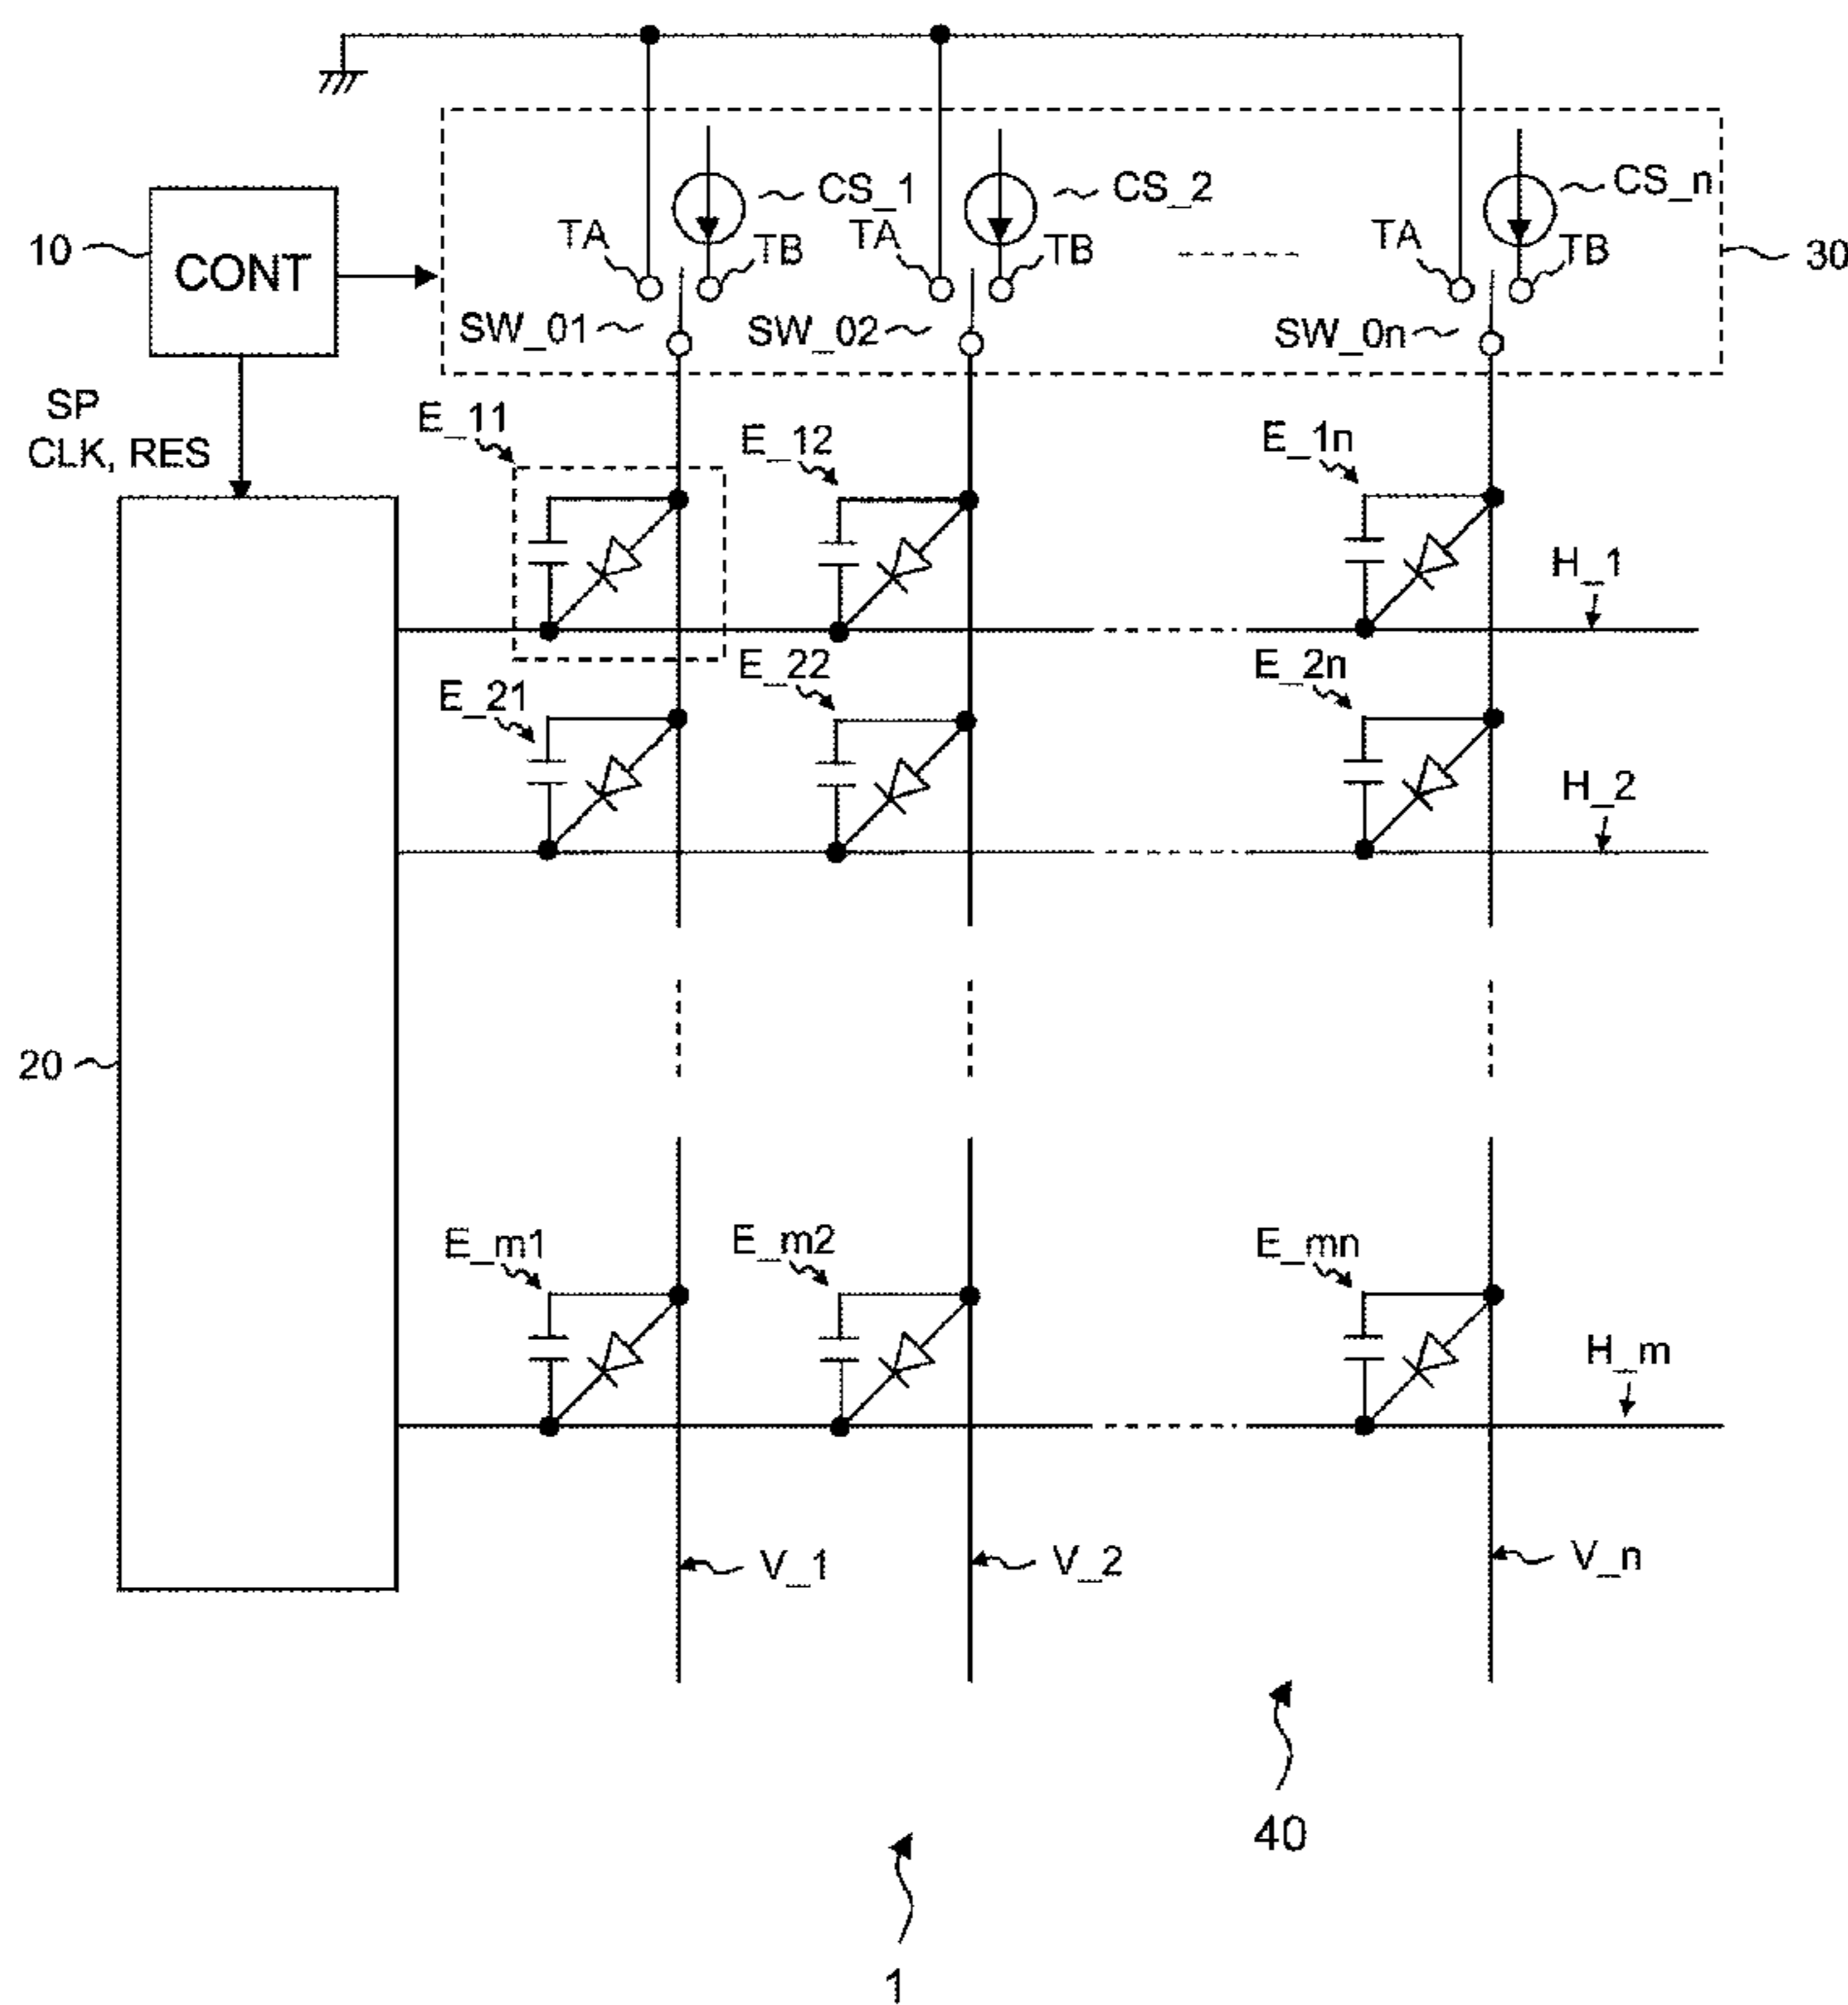 CS_1
CS_2
CS_n
10
CONT
TA
TB
TA
TB
TA
TB
30
SW_01
SW_02
SW_0n
SP
CLK, RES
E_11
E_12
E_1n
H_1
E_21
E_22
E_2n
H_2
20
E_m1
E_m2
E_mn
H_m
V_1
V_2
V_n
40
1